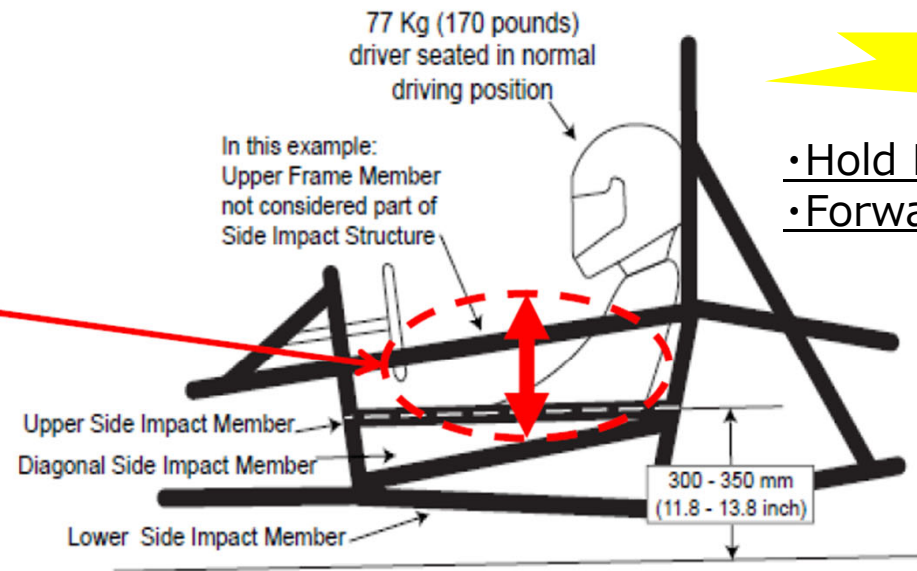 77 Kg (170 pounds)
driver seated in normal
driving position
In this example:
Upper Frame Member
not considered part of
Side Impact Structure
・Hold
・Forwa
Upper Side Impact Member
Diagonal Side Impact Member
Lower Side Impact Member
300 - 350 mm
(11.8 - 13.8 inch)